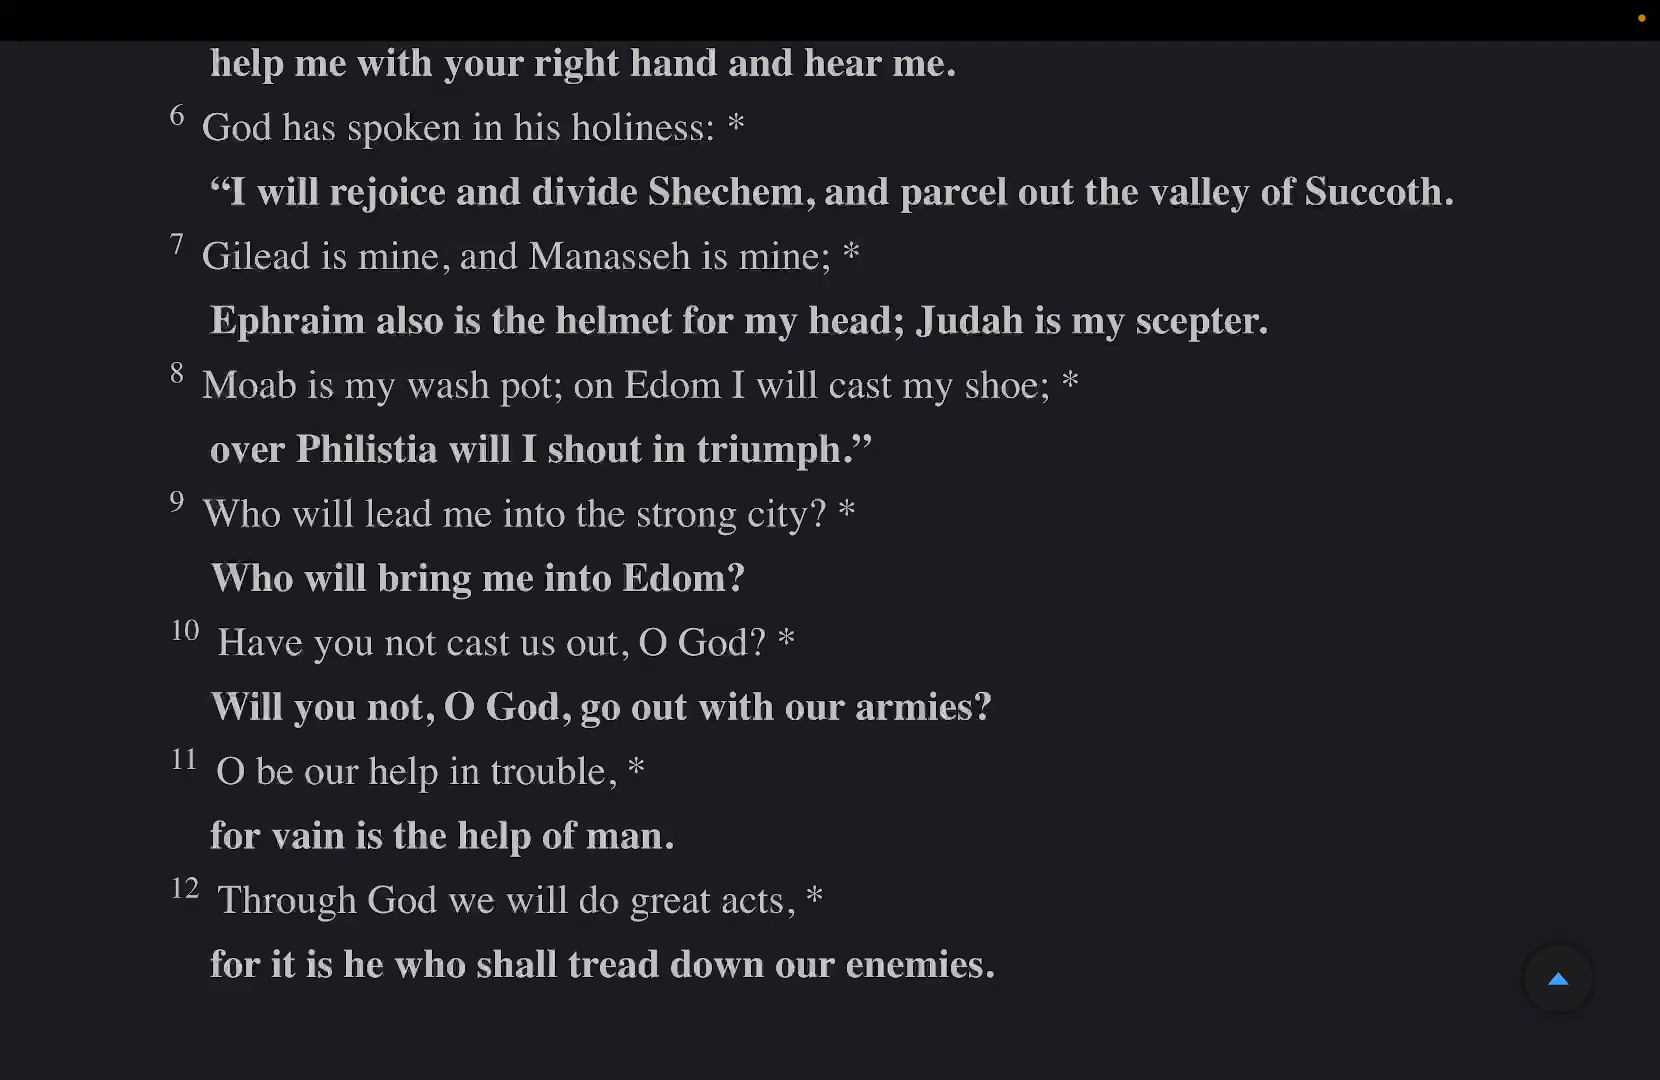 help me with your right hand and hear me.
6 God has spoken in his holiness: *
“I will rejoice and divide Shechem, and parcel out the valley of Succoth.
7 Gilead is mine, and Manasseh is mine; *
Ephraim also is the helmet for my head; Judah is my scepter.
8 Moab is my wash pot; on Edom I will cast my shoe; *
over Philistia will I shout in triumph.”
9 Who will lead me into the strong city? *
Who will bring me into Edom?
10 Have you not cast us out, O God? *
Will you not, O God, go out with our armies?
11 O be our help in trouble, *
for vain is the help of man.
12 Through God we will do great acts, *
for it is he who shall tread down our enemies.